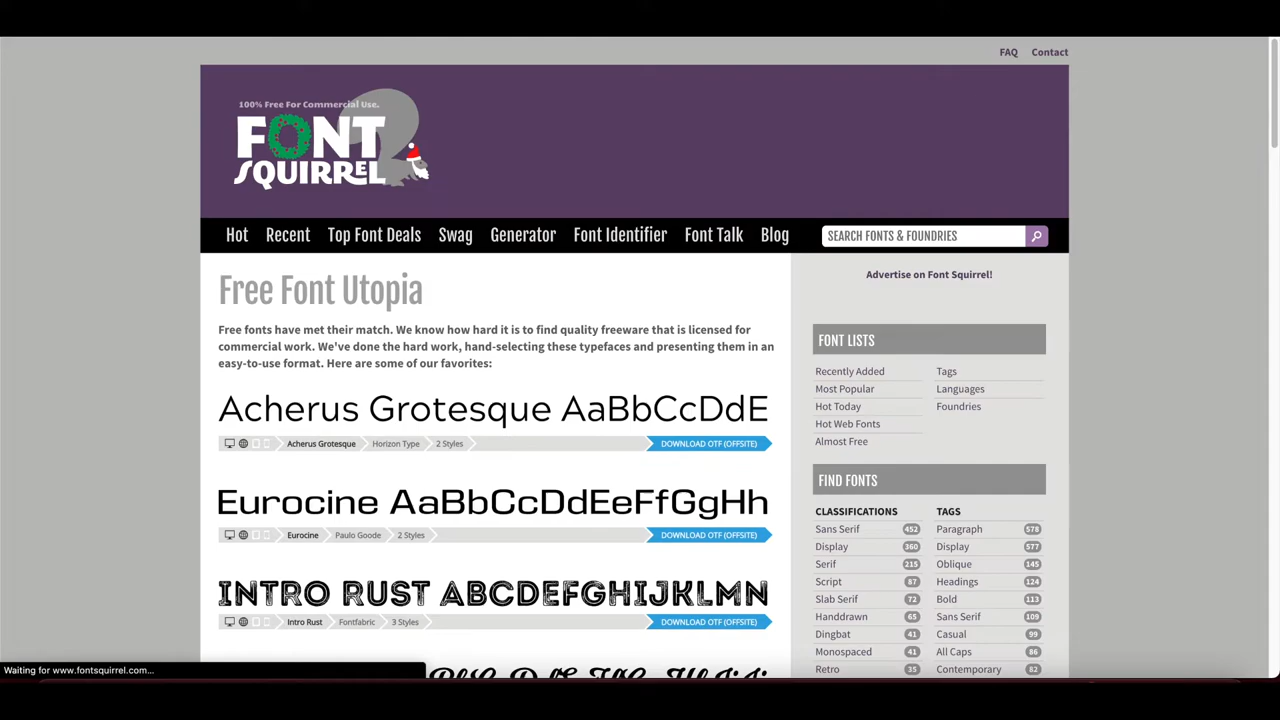 FAQ Contact
100% Free For Commercial Use.
FONT
SQUIRREL
Hot Recent Top Font Deals Swag Generator Font Identifier Font Talk Blog SEARCH FONTS & FOUNDRIES
Free Font Utopia
Free fonts have met their match. We know how hard it is to find quality freeware that is licensed for
commercial work. We've done the hard work, hand-selecting these typefaces and presenting them in an
easy-to-use format. Here are some of our favorites:
Acherus Grotesque AaBbCcDdE
Acherus Grotesque Horizon Type 2 Styles DOWNLOAD OTF (OFFSITE)
Eurocine AaBbCcDdEeFfGgHh
Eurocine Paulo Goode 2 Styles DOWNLOAD OTF (OFFSITE)
INTRO RUST ABCDEFGHIJKLMN
Intro Rust Fontfabric 3 Styles DOWNLOAD OTF (OFFSITE)
Waiting for www.fontsquirrel.com...
Advertise on Font Squirrel!
FONT LISTS
Recently Added Tags
Most Popular Languages
Hot Today Foundries
Hot Web Fonts
Almost Free
FIND FONTS
CLASSIFICATIONS TAGS
Sans Serif 452 Paragraph 578
Display 360 Display 577
Serif 215 Oblique 145
Script 87 Headings 124
Slab Serif 72 Bold 113
Handdrawn 65 Sans Serif 109
Dingbat 41 Casual 99
Monospaced 41 All Caps 86
Retro 35 Contemporary 82